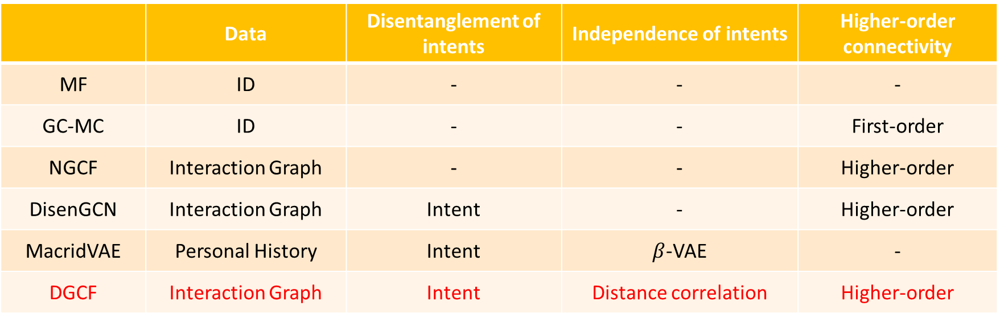 Data Disentanglement of intents Independence of intents Higher-order connectivity
MF ID - - -
GC-MC ID - - First-order
NGCF Interaction Graph - - Higher-order
DisenGCN Interaction Graph Intent - Higher-order
MacridVAE Personal History Intent β-VAE -
DGCF Interaction Graph Intent Distance correlation Higher-order